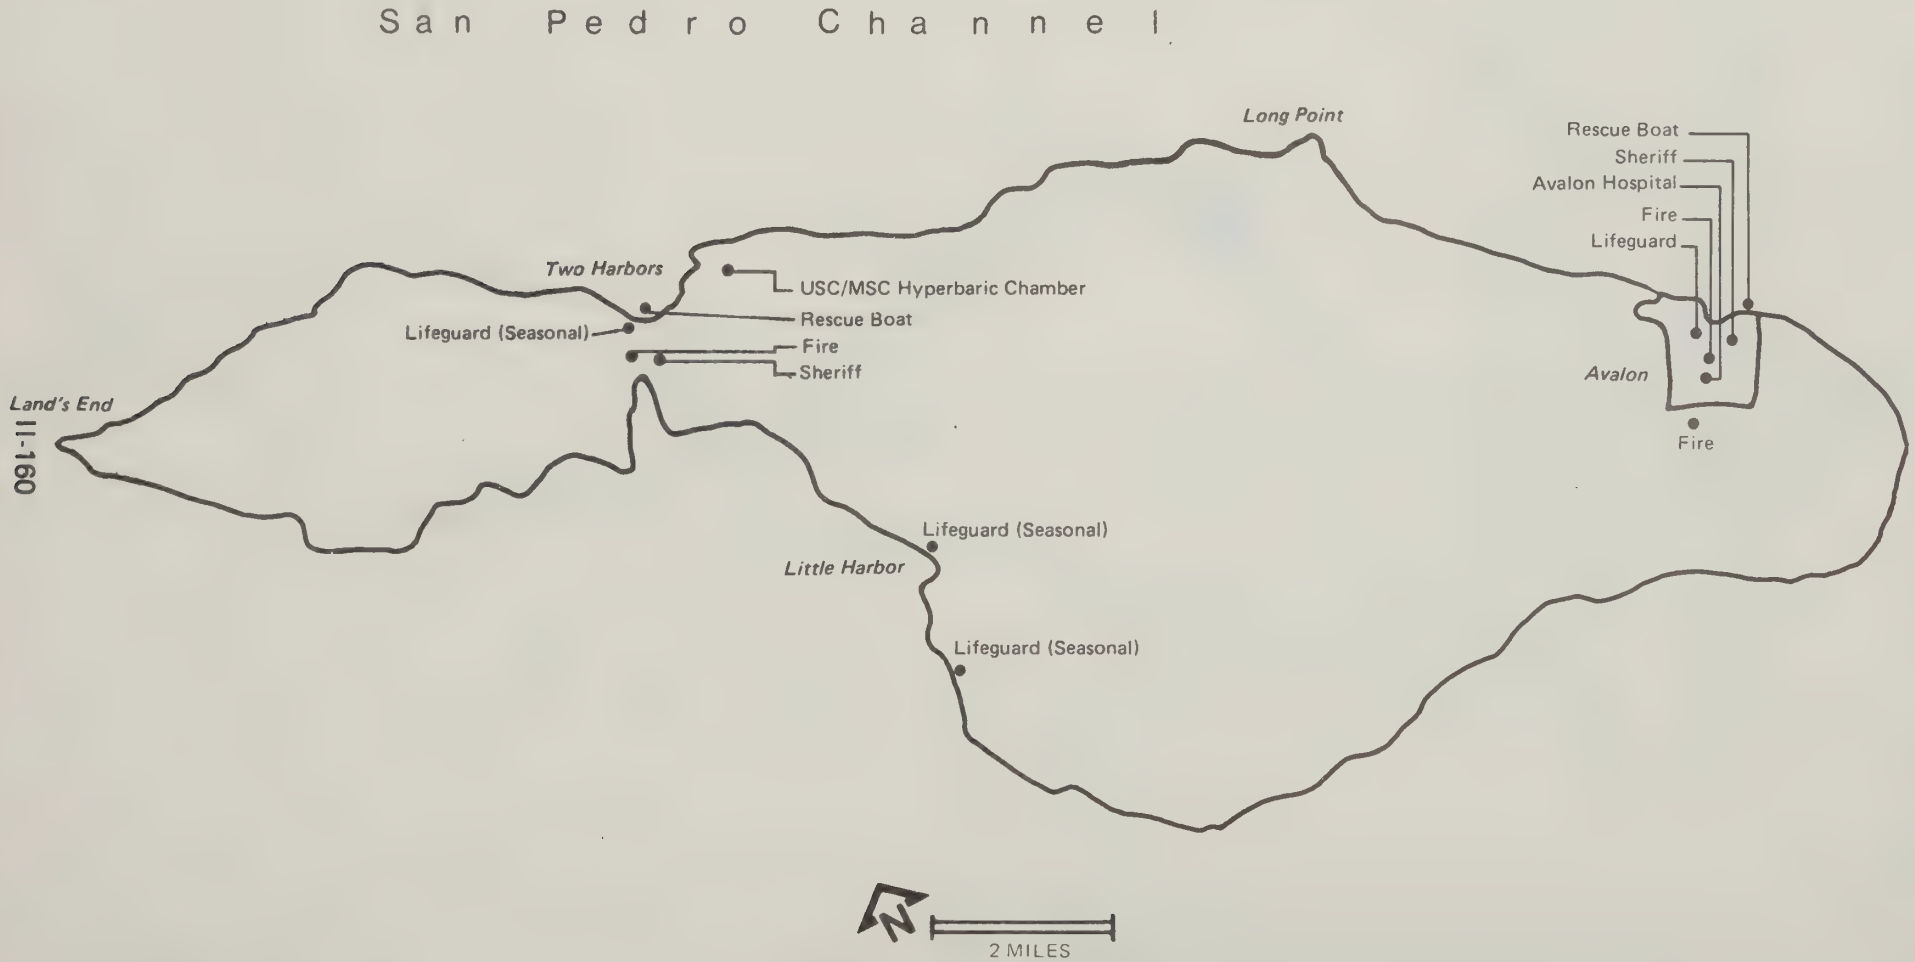 San Pedro Channel
Long Point
Rescue Boat
Sheriff
Avalon Hospital
Fire
Lifeguard
Two Harbors
USC/MSC Hyperbaric Chamber
Rescue Boat
Lifeguard (Seasonal)
Fire
Sheriff
Avalon
Land's End
Fire
II-160
Lifeguard (Seasonal)
Little Harbor
Lifeguard (Seasonal)
N
2 MILES